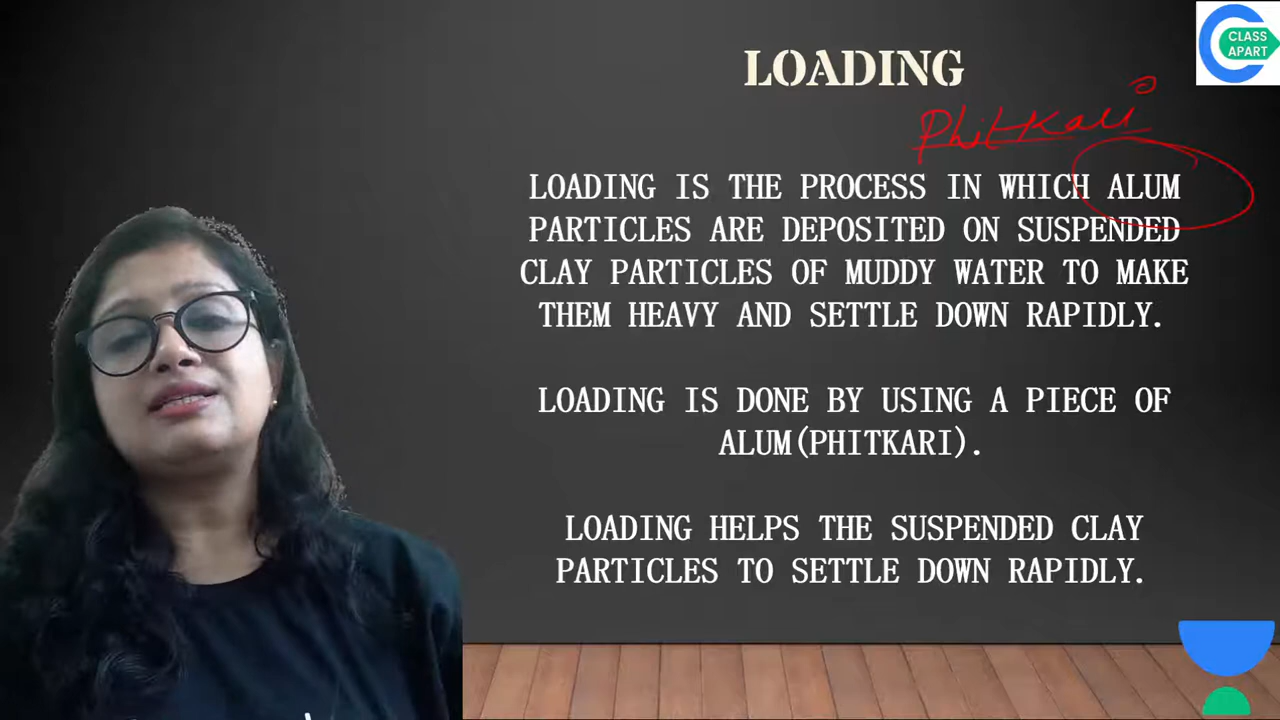 CLASS
APART
LOADING
Phitkari
LOADING IS THE PROCESS IN WHICH ALUM
PARTICLES ARE DEPOSITED ON SUSPENDED
CLAY PARTICLES OF MUDDY WATER TO MAKE
THEM HEAVY AND SETTLE DOWN RAPIDLY.
LOADING IS DONE BY USING A PIECE OF
ALUM(PHITKARI).
LOADING HELPS THE SUSPENDED CLAY
PARTICLES TO SETTLE DOWN RAPIDLY.